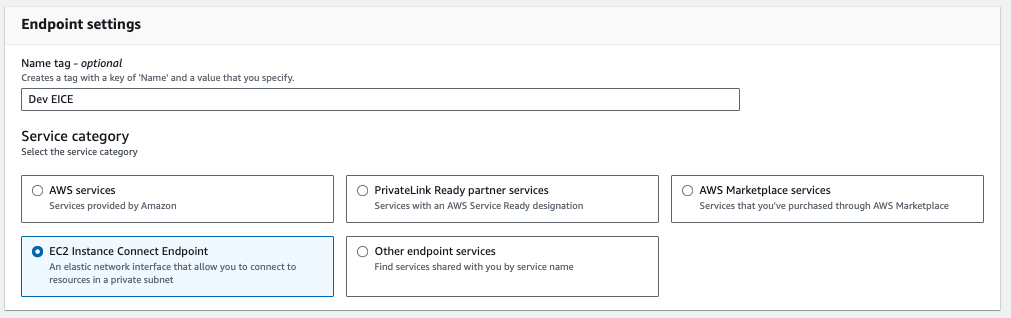 Endpoint settings
Name tag - optional
Creates a tag with a key of 'Name' and a value that you specify.
Dev EICE
Service category
Select the service category
AWS services
Services provided by Amazon
PrivateLink Ready partner services
Services with an AWS Service Ready designation
AWS Marketplace services
Services that you've purchased through AWS Marketplace
EC2 Instance Connect Endpoint
An elastic network interface that allow you to connect to
resources in a private subnet
Other endpoint services
Find services shared with you by service name